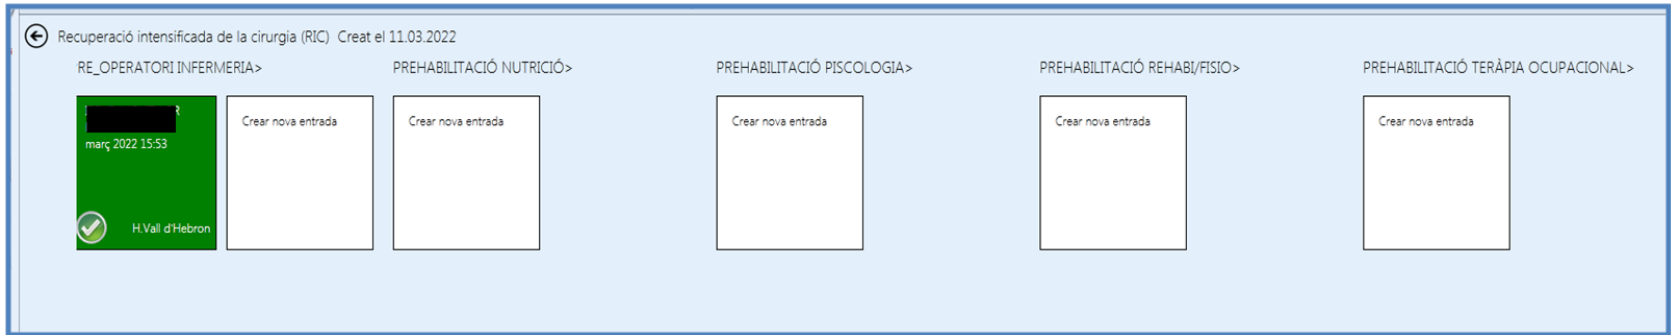 Recuperació intensificada de la cirurgia (RIC) Creat el 11.03.2022
RE_OPERATORI INFERMERIA>
PREHABILITACIÓ NUTRICIÓ>
PREHABILITACIÓ PISCOLOGIA>
PREHABILITACIÓ REHABI/FISIO>
PREHABILITACIÓ TERÀPIA OCUPACIONAL>
març 2022 15:53
H.Vall d'Hebron
Crear nova entrada
Crear nova entrada
Crear nova entrada
Crear nova entrada
Crear nova entrada